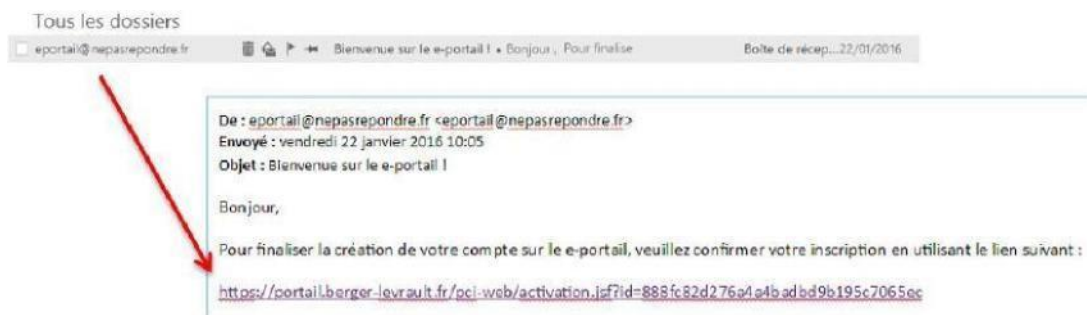 Tous les dossiers
eportail@nepasrepondre.fr Bienvenue sur le e-portail ! • Bonjour, Pour finalise Boîte de récep...22/01/2016
De : eportail@nepasrepondre.fr <eportail@nepasrepondre.fr>
Envoyé : vendredi 22 janvier 2016 10:05
Objet : Bienvenue sur le e-portail !
Bonjour,
Pour finaliser la création de votre compte sur le e-portail, veuillez confirmer votre inscription en utilisant le lien suivant :
https://portail.berger-levrault.fr/pci-web/activation.jsf?id=888fc82d276a4a4badbd9b195c7065ec